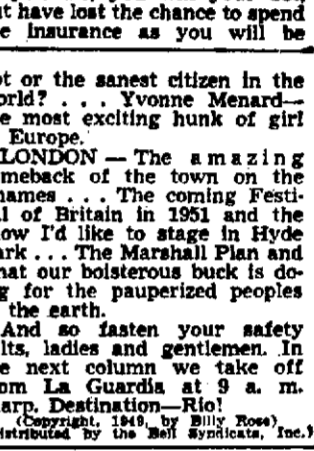 t have lost the chance to spend
e insurance as you will be
ot or the sanest citizen in the
orld? . . . Yvonne Menard—
e most exciting hunk of girl
Europe.
LONDON — The amazing
meback of the town on the
hames . . . The coming Festi-
l of Britain in 1951 and the
ow I'd like to stage in Hyde
ark . . . The Marshall Plan and
hat our boisterous buck is do-
g for the pauperized peoples
the earth.
And so fasten your safety
lts, ladies and gentlemen. In
e next column we take off
om La Guardia at 9 a. m.
arp. Destination—Rio!
(Copyright, 1949, by Billy Rose)
istributed by the Bell Syndicate, Inc.)